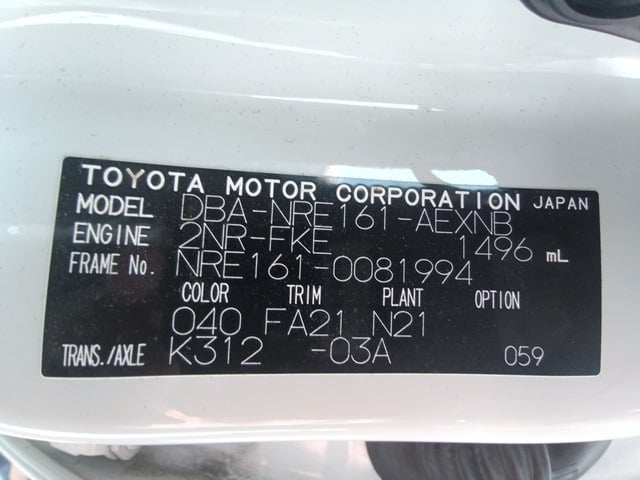 TOYOTA MOTOR CORPORATION JAPAN
MODEL DBA-NRE161-AEXNB
ENGINE 2NR-FKE 1496 mL
FRAME No. NRE161-0081994
COLOR TRIM PLANT OPTION
040 FA21 N21
TRANS./AXLE K312 -03A 059